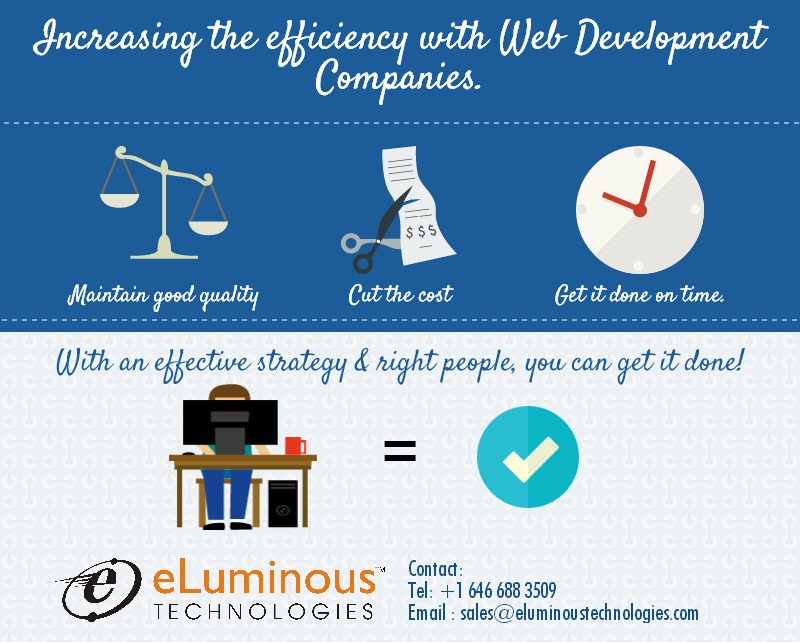 Increasing the efficiency with Web Development
Companies.
$ $ $
Maintain good quality
Cut the cost
Get it done on time.
With an effective strategy & right people, you can get it done!
=
e eLuminous™
TECHNOLOGIES
Contact:
Tel: +1 646 688 3509
Email : sales@eluminoustechnologies.com